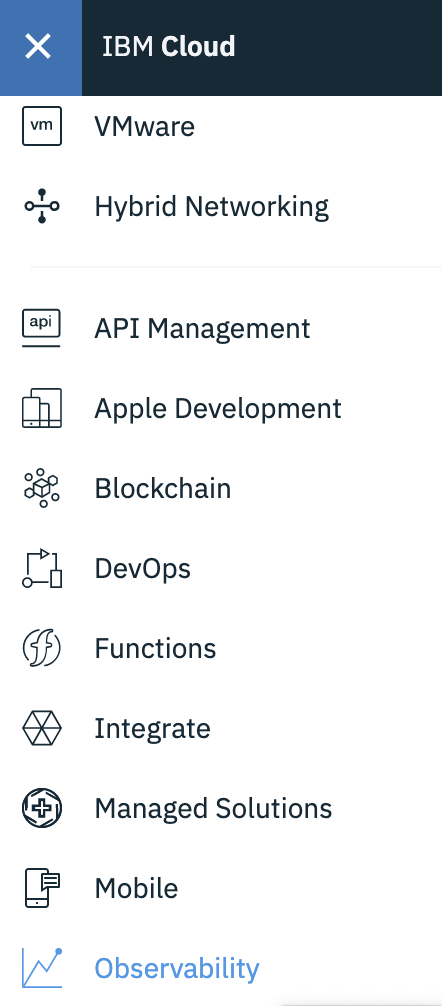 IBM Cloud
vm VMware
Hybrid Networking
api API Management
Apple Development
Blockchain
DevOps
Functions
Integrate
Managed Solutions
Mobile
Observability